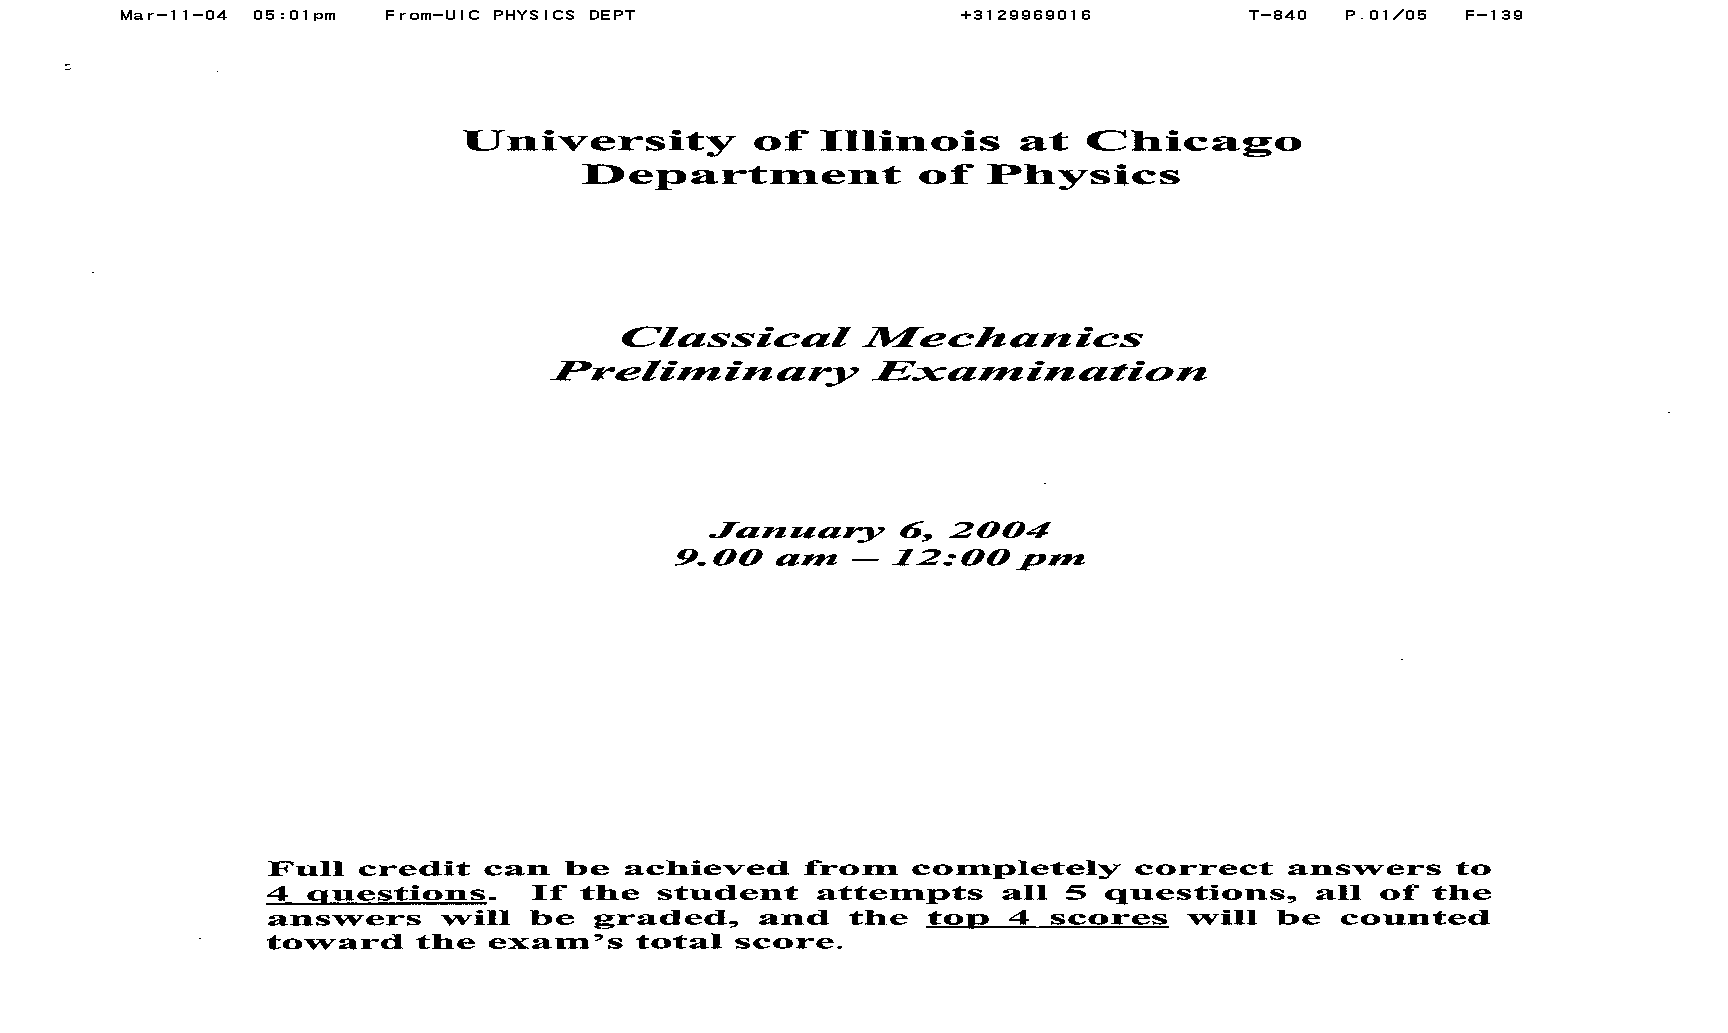 Mar-11-04 05:01pm From-UIC PHYSICS DEPT +3129969016 T-840 P.01/05 F-139
University of Illinois at Chicago
Department of Physics
Classical Mechanics
Preliminary Examination
January 6, 2004
9.00 am – 12:00 pm
Full credit can be achieved from completely correct answers to
4 questions. If the student attempts all 5 questions, all of the
answers will be graded, and the top 4 scores will be counted
toward the exam's total score.